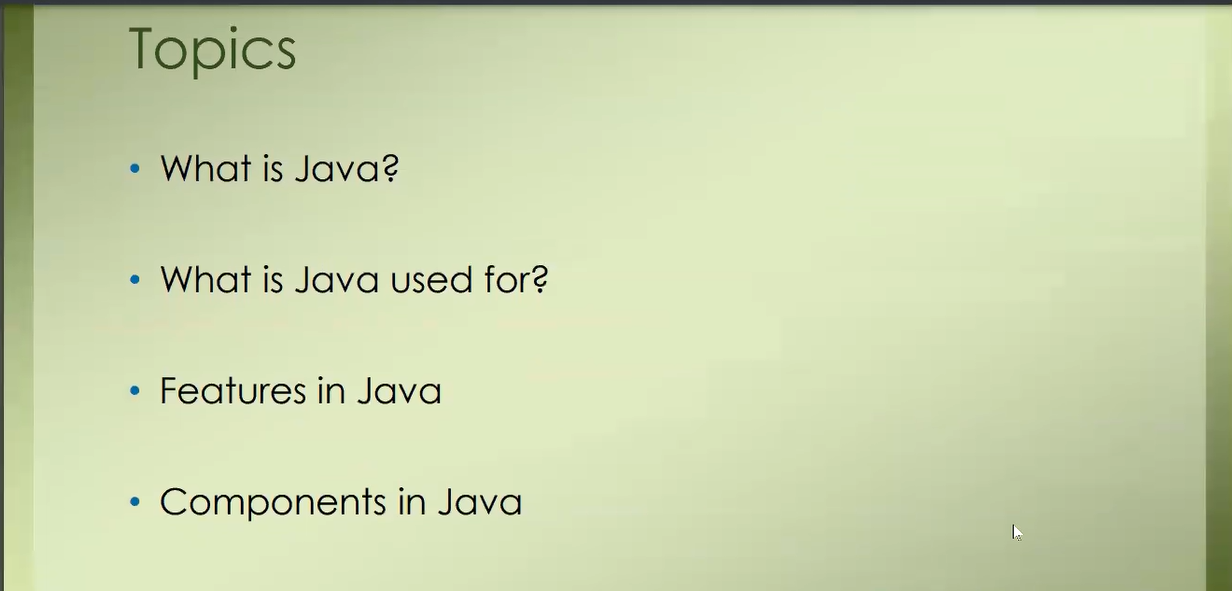 Topics
• What is Java?
• What is Java used for?
• Features in Java
• Components in Java